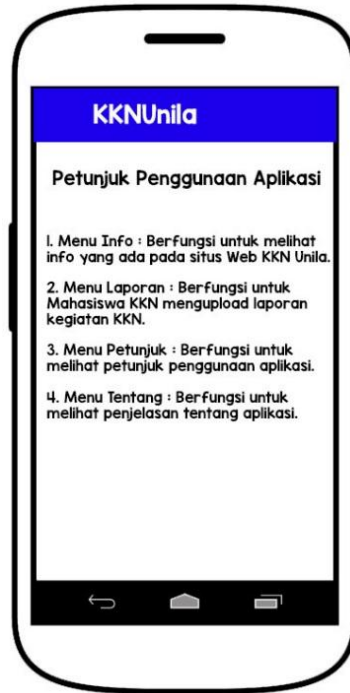 KKNUnila
Petunjuk Penggunaan Aplikasi
1. Menu Info : Berfungsi untuk melihat
info yang ada pada situs Web KKN Unila.
2. Menu Laporan : Berfungsi untuk
Mahasiswa KKN mengupload laporan
kegiatan KKN.
3. Menu Petunjuk : Berfungsi untuk
melihat petunjuk penggunaan aplikasi.
4. Menu Tentang : Berfungsi untuk
melihat penjelasan tentang aplikasi.